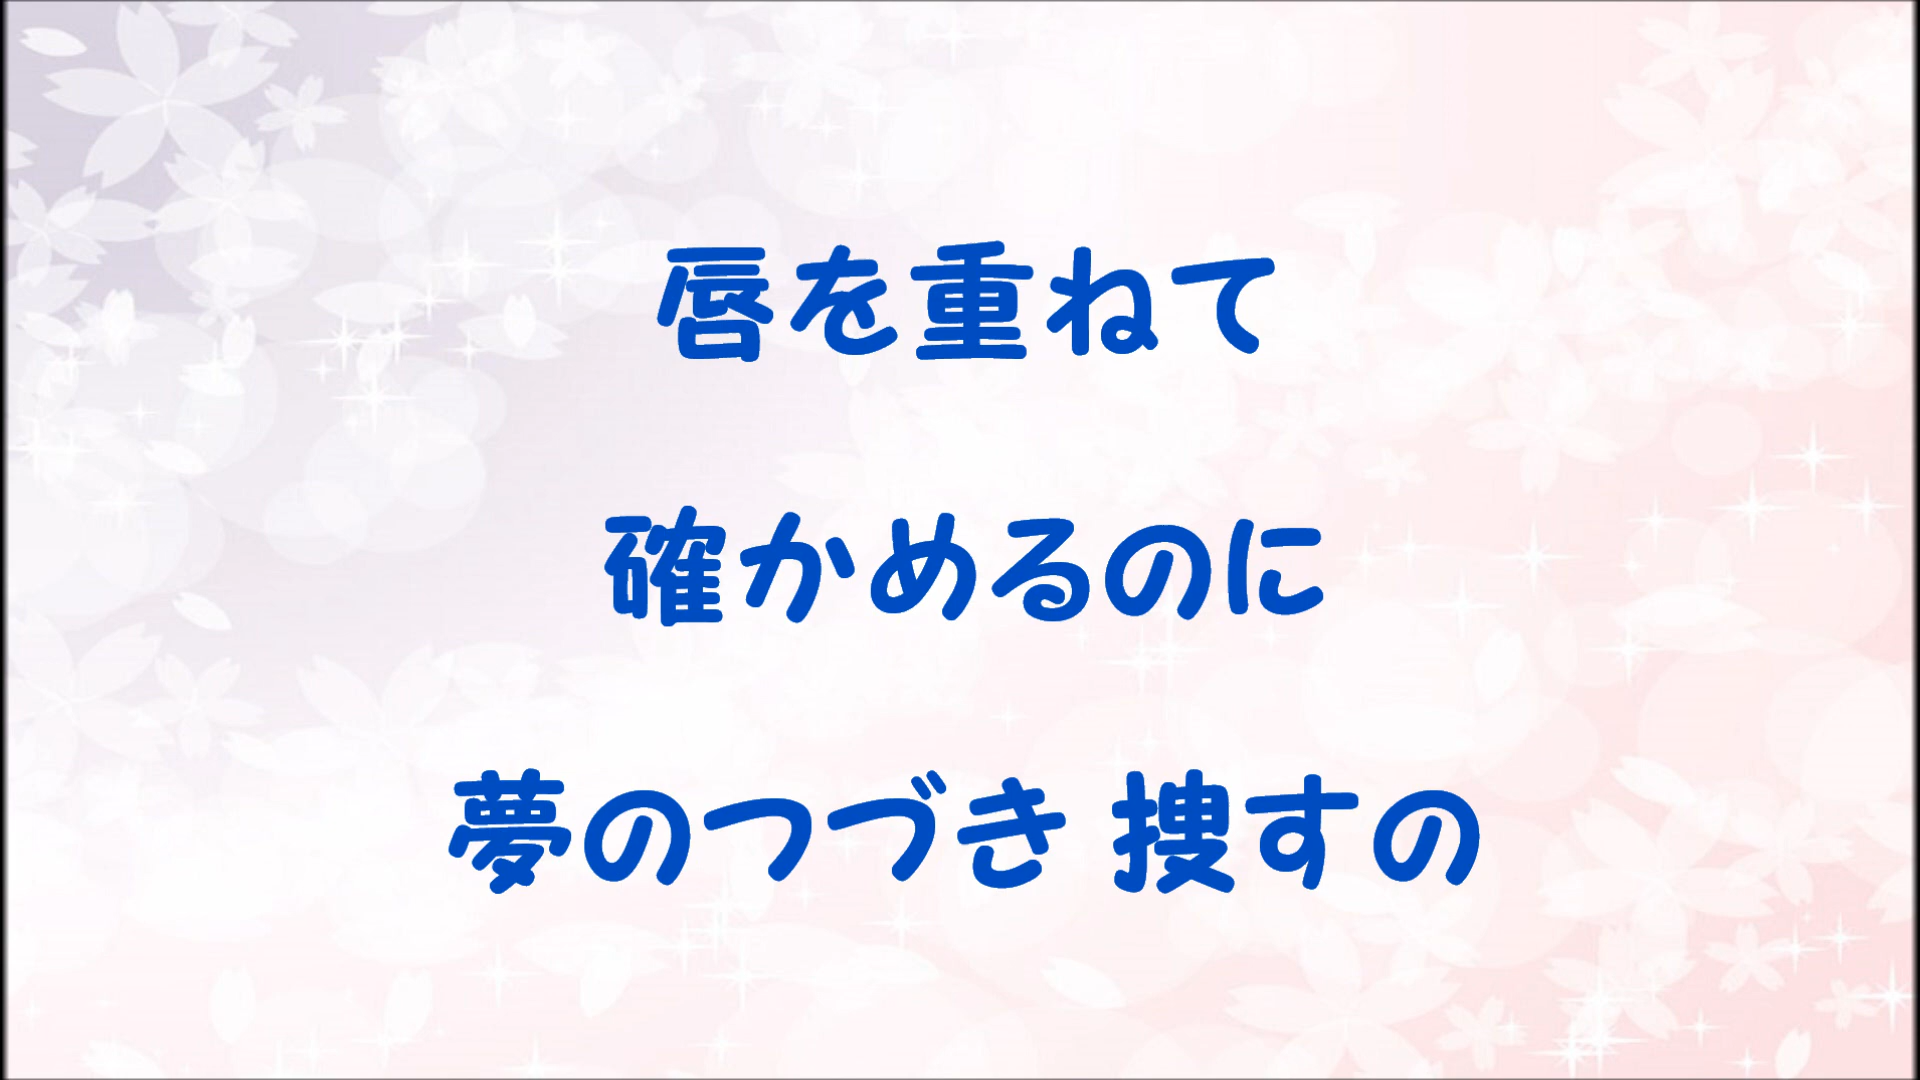 唇を重ねて
確かめるのに
夢のつづき 捜すの